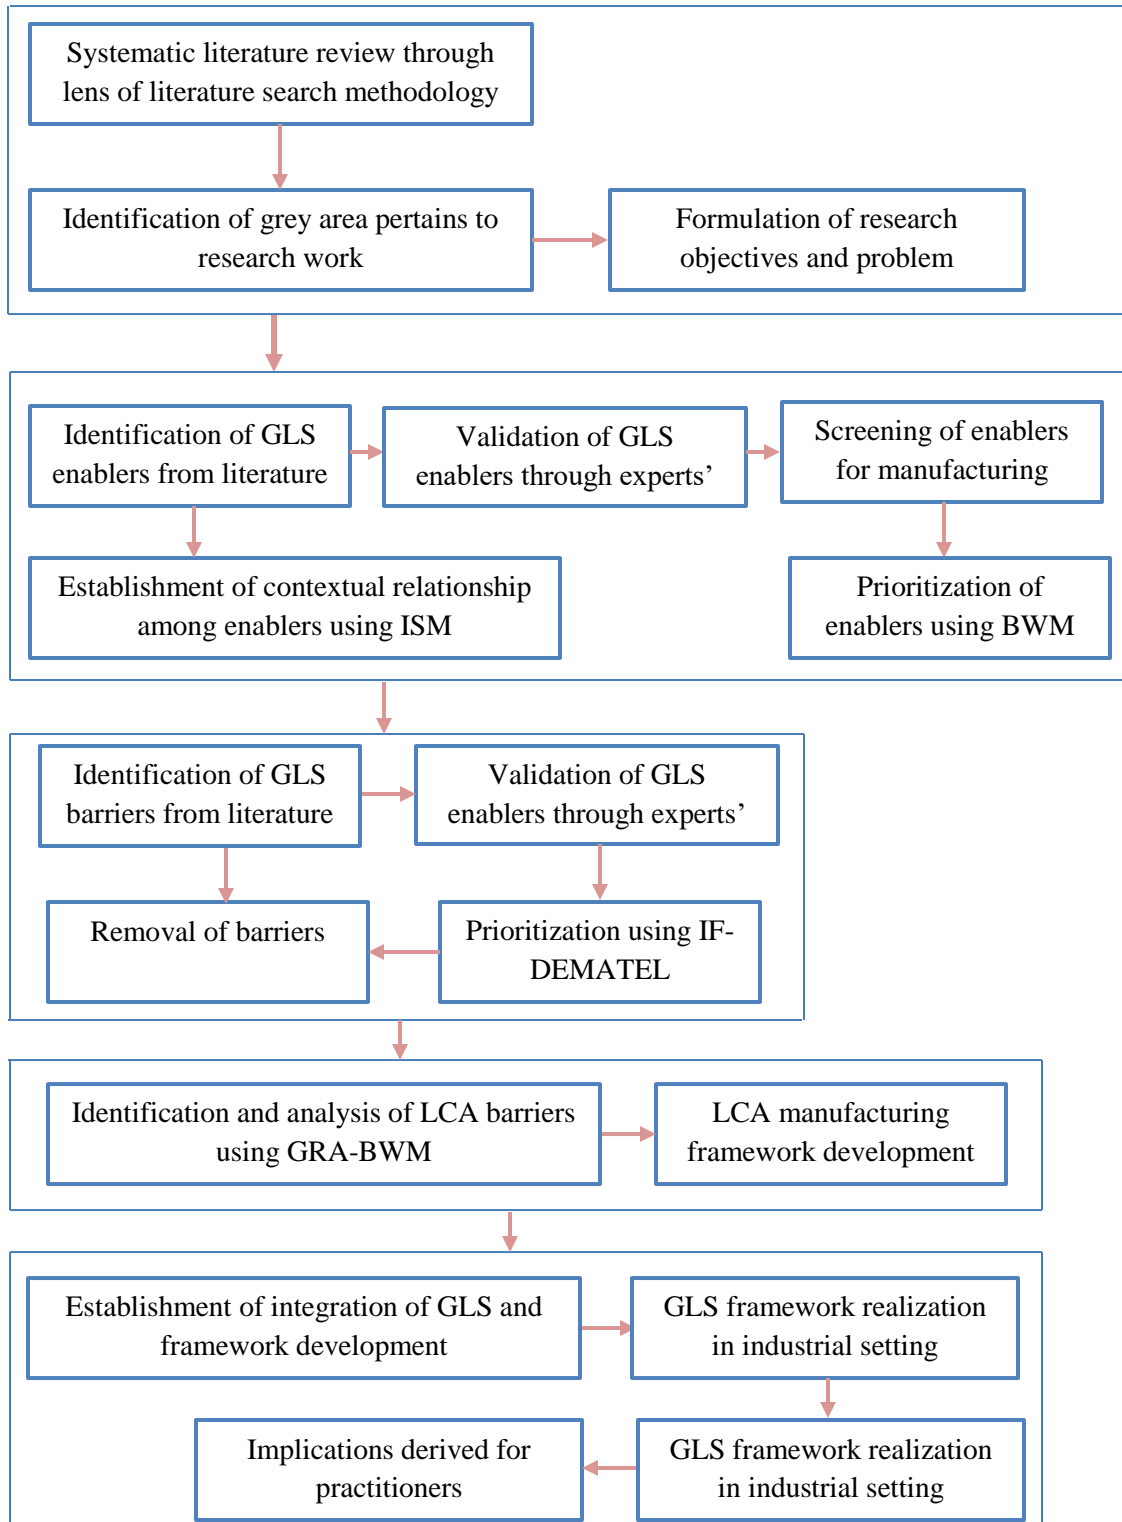 Systematic literature review through
lens of literature search methodology
Identification of grey area pertains to
research work
Formulation of research
objectives and problem
Identification of GLS
enablers from literature
Validation of GLS
enablers through experts’
Screening of enablers
for manufacturing
Establishment of contextual relationship
among enablers using ISM
Prioritization of
enablers using BWM
Identification of GLS
barriers from literature
Validation of GLS
enablers through experts’
Removal of barriers
Prioritization using IF-
DEMATEL
Identification and analysis of LCA barriers
using GRA-BWM
LCA manufacturing
framework development
Establishment of integration of GLS and
framework development
GLS framework realization
in industrial setting
Implications derived for
practitioners
GLS framework realization
in industrial setting